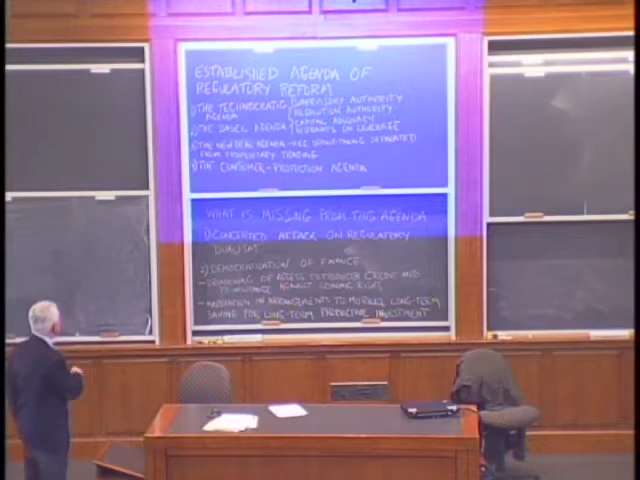 ESTABLISHED AGENDA OF
REGULATORY REFORM
1) THE TECHNOCRATIC SUPERVISORY AUTHORITY
AGENDA RESOLUTION AUTHORITY
2) THE BASEL AGENDA CAPITAL ADEQUACY
RESTRAINTS ON LEVERAGE
3) THE NEW DEAL AGENDA SEPARATED
FROM PROPRIETARY TRADING
4) THE CONSUMER-PROTECTION AGENDA
WHAT IS MISSING FROM THIS AGENDA
1) CONCERTED ATTACK ON REGULATORY
DUALISM
2) DEMOCRATIZATION OF FINANCE
- BROADENING OF ACCESS TO PRODUCER CREDIT AND
TO INSURANCE AGAINST ECONOMIC RISKS
- INNOVATION IN ARRANGEMENTS TO MOBILIZE LONG-TERM
SAVING FOR LONG-TERM PRODUCTIVE INVESTMENT